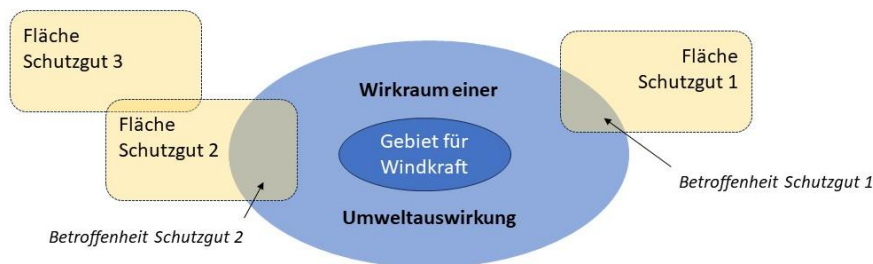 Fläche
Schutzgut 3
Fläche
Schutzgut 2
Wirkraum einer
Gebiet für
Windkraft
Umweltauswirkung
Fläche
Schutzgut 1
Betroffenheit Schutzgut 1
Betroffenheit Schutzgut 2